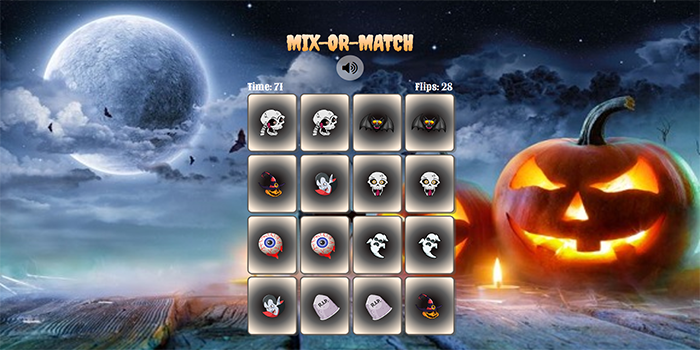 MIX-OR-MATCH
Time: 71
Flips: 28
R.I.P.
R.I.P.